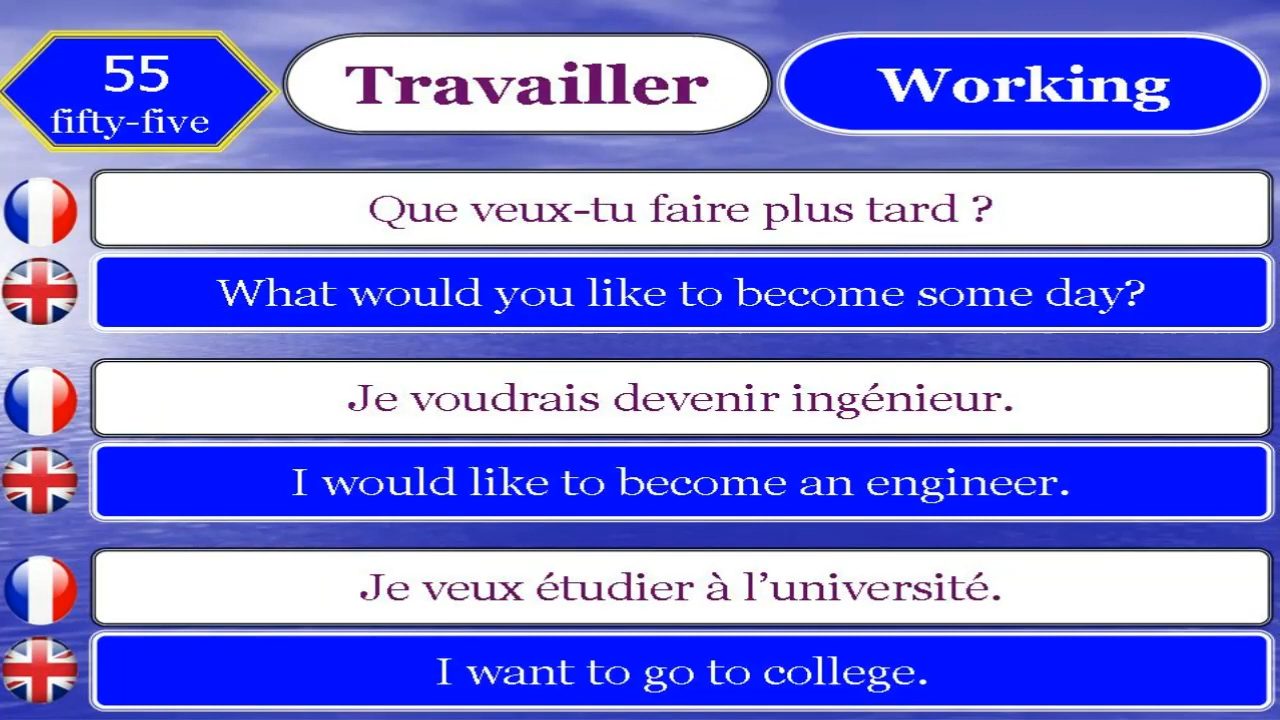 55
fifty-five
Travailler
Working
Que veux-tu faire plus tard ?
What would you like to become some day?
Je voudrais devenir ingénieur.
I would like to become an engineer.
Je veux étudier à l’université.
I want to go to college.